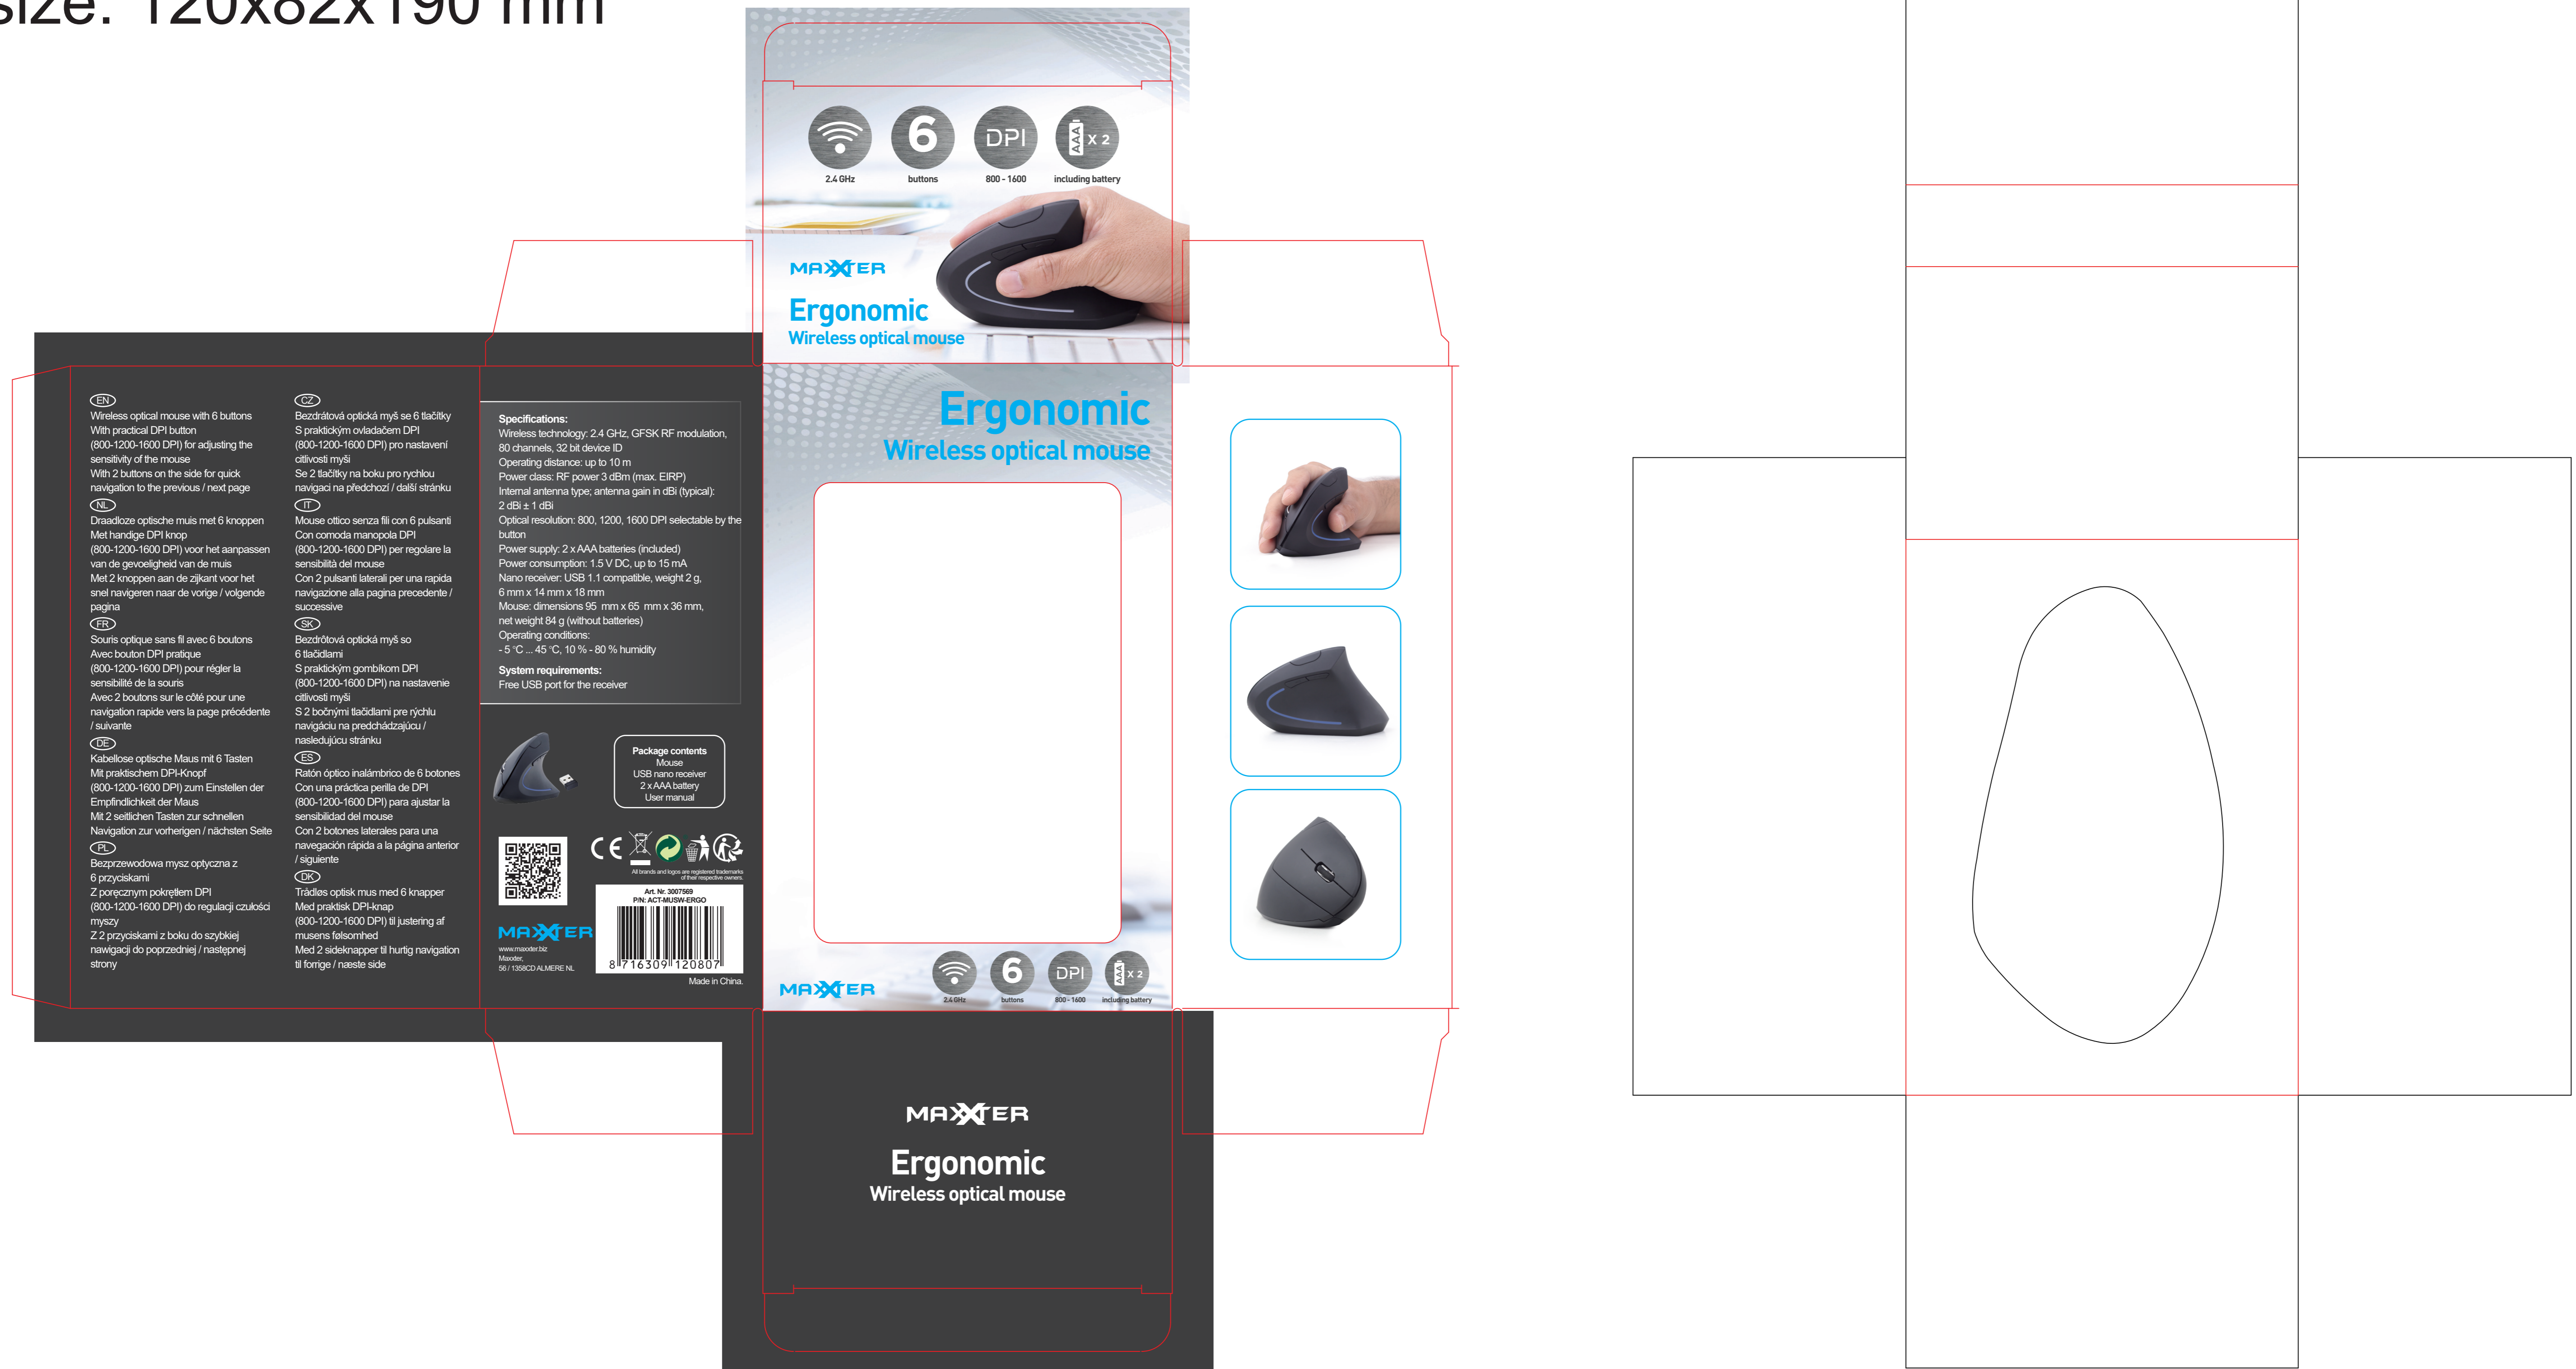 size: 120x82x190 mm
6
DPI
AAA x 2
2.4 GHz
buttons
800 - 1600
including battery
MAXXTER
Ergonomic
Wireless optical mouse
EN
Wireless optical mouse with 6 buttons
With practical DPI button
(800-1200-1600 DPI) for adjusting the
sensitivity of the mouse
With 2 buttons on the side for quick
navigation to the previous / next page
NL
Draadloze optische muis met 6 knoppen
Met handige DPI knop
(800-1200-1600 DPI) voor het aanpassen
van de gevoeligheid van de muis
Met 2 knoppen aan de zijkant voor het
snel navigeren naar de vorige / volgende
pagina
FR
Souris optique sans fil avec 6 boutons
Avec bouton DPI pratique
(800-1200-1600 DPI) pour régler la
sensibilité de la souris
Avec 2 boutons sur le côté pour une
navigation rapide vers la page précédente
/ suivante
DE
Kabellose optische Maus mit 6 Tasten
Mit praktischem DPI-Knopf
(800-1200-1600 DPI) zum Einstellen der
Empfindlichkeit der Maus
Mit 2 seitlichen Tasten zur schnellen
Navigation zur vorherigen / nächsten Seite
PL
Bezprzewodowa mysz optyczna z
6 przyciskami
Z poręcznym pokrętłem DPI
(800-1200-1600 DPI) do regulacji czułości
myszy
Z 2 przyciskami z boku do szybkiej
nawigacji do poprzedniej / następnej
strony
CZ
Bezdrátová optická myš se 6 tlačítky
S praktickým ovladačem DPI
(800-1200-1600 DPI) pro nastavení
citlivosti myši
Se 2 tlačítky na boku pro rychlou
navigaci na předchozí / další stránku
IT
Mouse ottico senza fili con 6 pulsanti
Con comoda manopola DPI
(800-1200-1600 DPI) per regolare la
sensibilità del mouse
Con 2 pulsanti laterali per una rapida
navigazione alla pagina precedente /
successive
SK
Bezdrôtová optická myš so
6 tlačidlami
S praktickým gombíkom DPI
(800-1200-1600 DPI) na nastavenie
citlivosti myši
S 2 bočnými tlačidlami pre rýchlu
navigáciu na predchádzajúcu /
nasledujúcu stránku
ES
Ratón óptico inalámbrico de 6 botones
Con una práctica perilla de DPI
(800-1200-1600 DPI) para ajustar la
sensibilidad del mouse
Con 2 botones laterales para una
navegación rápida a la página anterior
/ siguiente
DK
Trådløs optisk mus med 6 knapper
Med praktisk DPI-knap
(800-1200-1600 DPI) til justering af
musens følsomhed
Med 2 sideknapper til hurtig navigation
til forrige / næste side
Specifications:
Wireless technology: 2.4 GHz, GFSK RF modulation,
80 channels, 32 bit device ID
Operating distance: up to 10 m
Power class: RF power 3 dBm (max. EIRP)
Internal antenna type; antenna gain in dBi (typical):
2 dBi ± 1 dBi
Optical resolution: 800, 1200, 1600 DPI selectable by the
button
Power supply: 2 x AAA batteries (included)
Power consumption: 1.5 V DC, up to 15 mA
Nano receiver: USB 1.1 compatible, weight 2 g,
6 mm x 14 mm x 18 mm
Mouse: dimensions 95 mm x 65 mm x 36 mm,
net weight 84 g (without batteries)
Operating conditions:
- 5 °C ... 45 °C, 10 % - 80 % humidity
System requirements:
Free USB port for the receiver
Package contents
Mouse
USB nano receiver
2 x AAA battery
User manual
CE
All brands and logos are registered trademarks
of their respective owners.
Art. Nr. 3007569
P/N: ACT-MUSW-ERGO
8 716309 120807
MAXXTER
www.maxxter.biz
Maxxter,
56 / 1358CD ALMERE NL
Made in China.
Ergonomic
Wireless optical mouse
MAXXTER
6
DPI
AAA x 2
2.4 GHz
buttons
800 - 1600
including battery
MAXXTER
Ergonomic
Wireless optical mouse